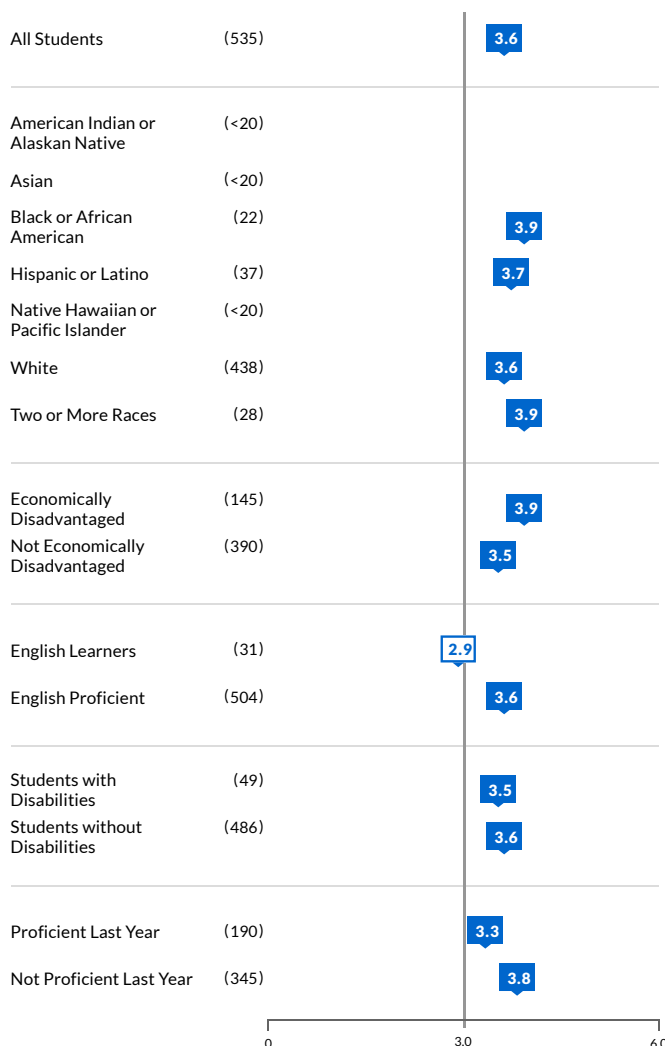 All Students (535) 3.6
American Indian or (<20)
Alaskan Native
Asian (<20)
Black or African (22) 3.9
American
Hispanic or Latino (37) 3.7
Native Hawaiian or (<20)
Pacific Islander
White (438) 3.6
Two or More Races (28) 3.9
Economically (145) 3.9
Disadvantaged
Not Economically (390) 3.5
Disadvantaged
English Learners (31) 2.9
English Proficient (504) 3.6
Students with (49) 3.5
Disabilities
Students without (486) 3.6
Disabilities
Proficient Last Year (190) 3.3
Not Proficient Last Year (345) 3.8
0 3.0 6.0